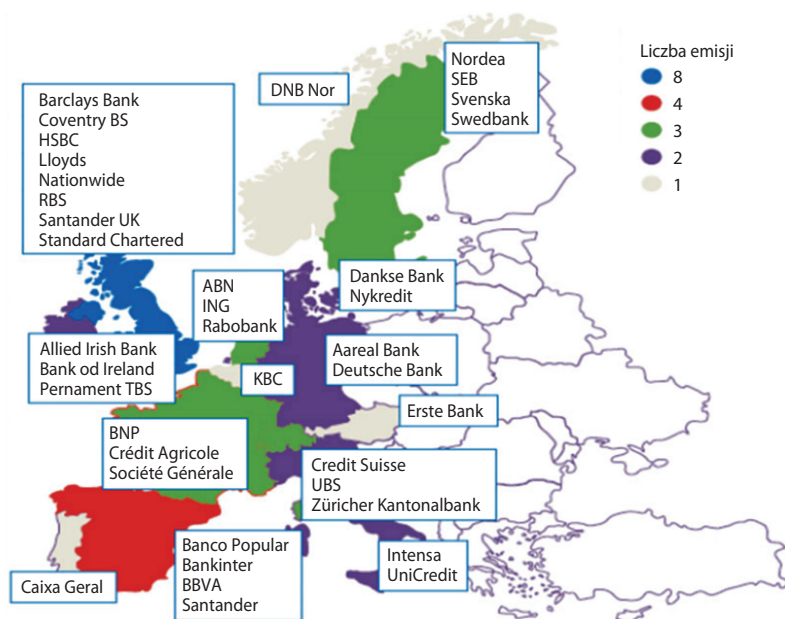 Liczba emisji
8
4
3
2
1
Nordea
SEB
Svenska
Swedbank
DNB Nor
Barclays Bank
Coventry BS
HSBC
Lloyds
Nationwide
RBS
Santander UK
Standard Chartered
ABN
ING
Rabobank
Dankse Bank
Nykredit
Allied Irish Bank
Bank od Ireland
Pernament TBS
KBC
Aareal Bank
Deutsche Bank
Erste Bank
BNP
Crédit Agricole
Société Générale
Credit Suisse
UBS
Züricher Kantonalbank
Banco Popular
Bankinter
BBVA
Santander
Intensa
UniCredit
Caixa Geral